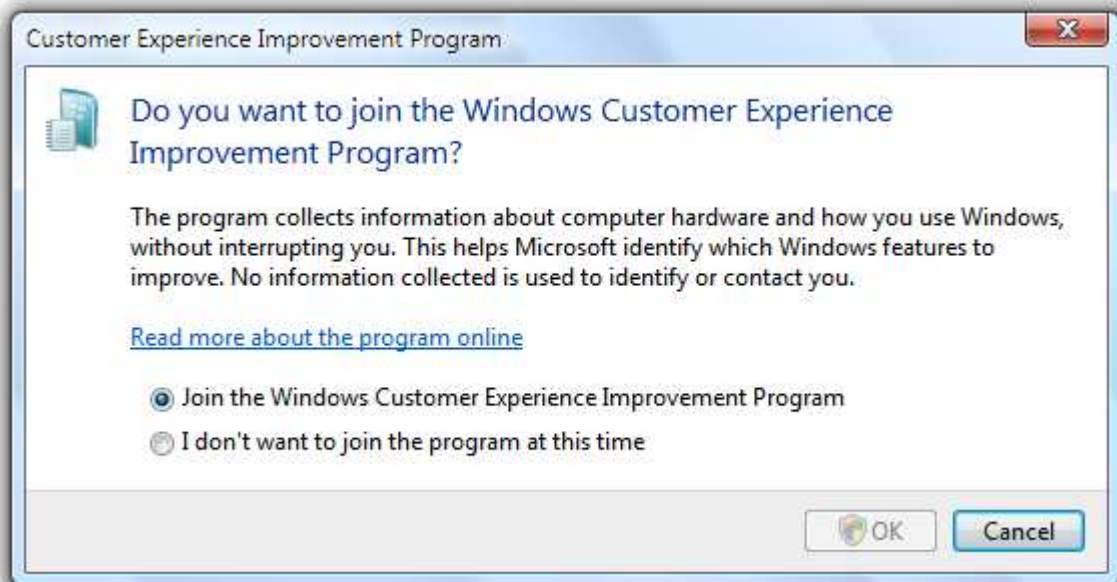 Customer Experience Improvement Program
Do you want to join the Windows Customer Experience
Improvement Program?
The program collects information about computer hardware and how you use Windows,
without interrupting you. This helps Microsoft identify which Windows features to
improve. No information collected is used to identify or contact you.
Read more about the program online
Join the Windows Customer Experience Improvement Program
I don't want to join the program at this time
OK
Cancel